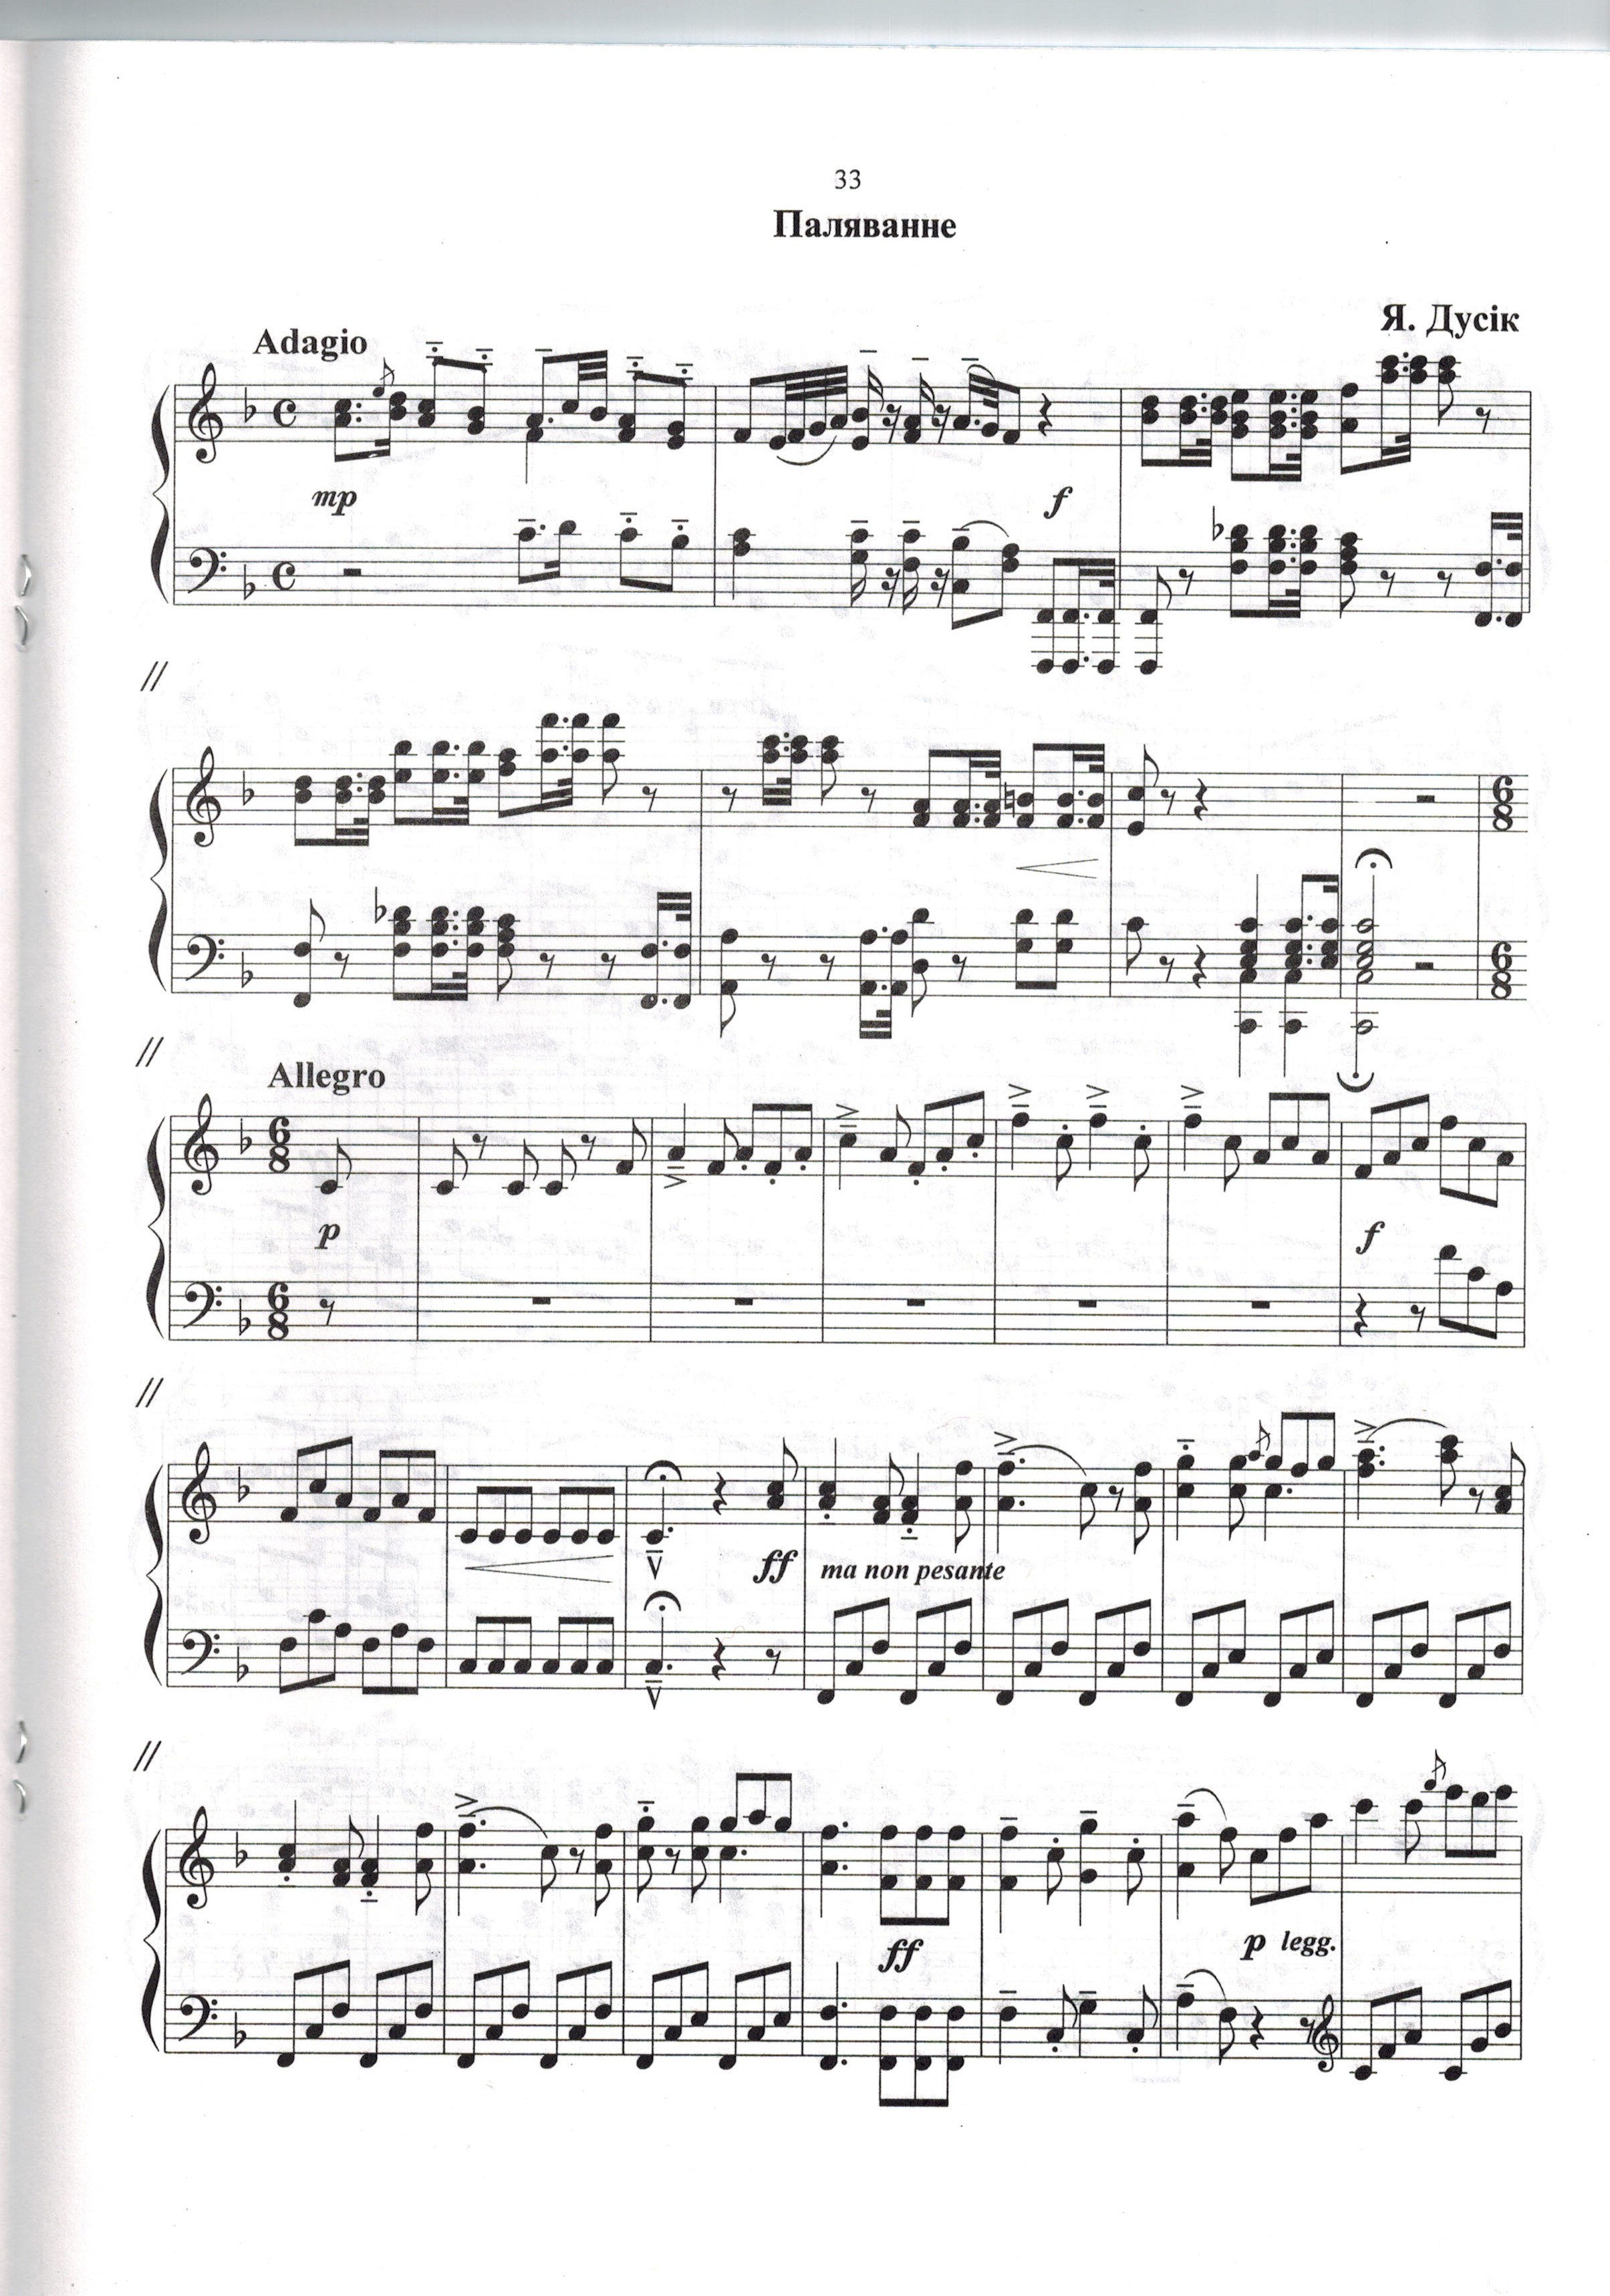 33
Паляванне
Я. Дусік
Adagio
mp
f
Allegro
p
f
ff ma non pesante
ff
p legg.